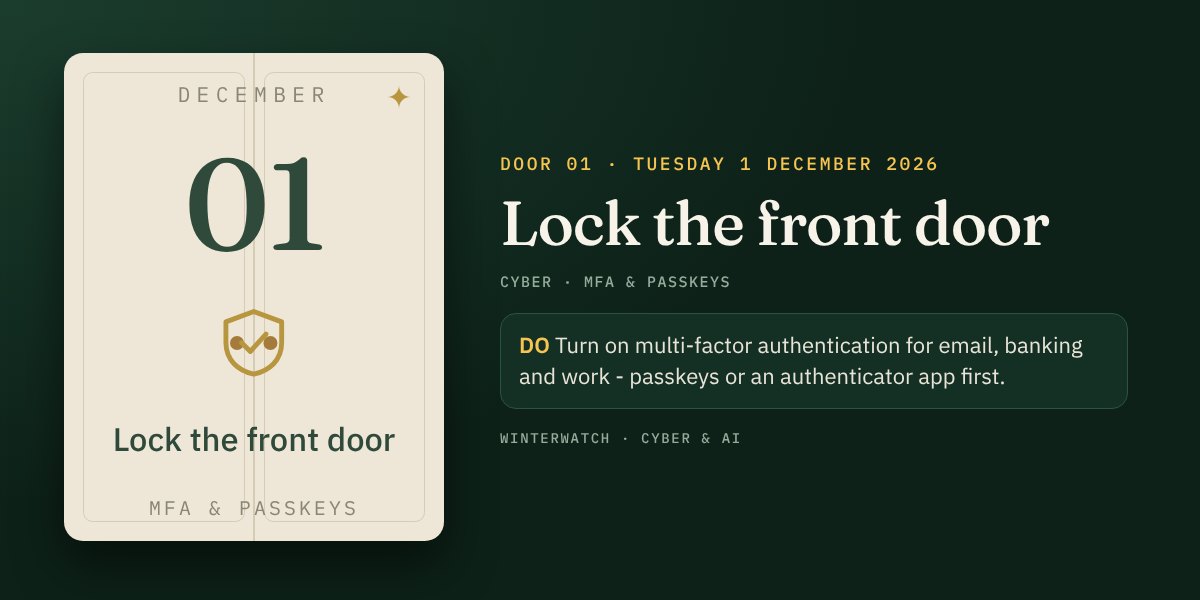 DECEMBER
01
Lock the front door
MFA & PASSKEYS
DOOR 01 · TUESDAY 1 DECEMBER 2026
Lock the front door
CYBER · MFA & PASSKEYS
DO Turn on multi-factor authentication for email, banking
and work - passkeys or an authenticator app first.
WINTERWATCH · CYBER & AI